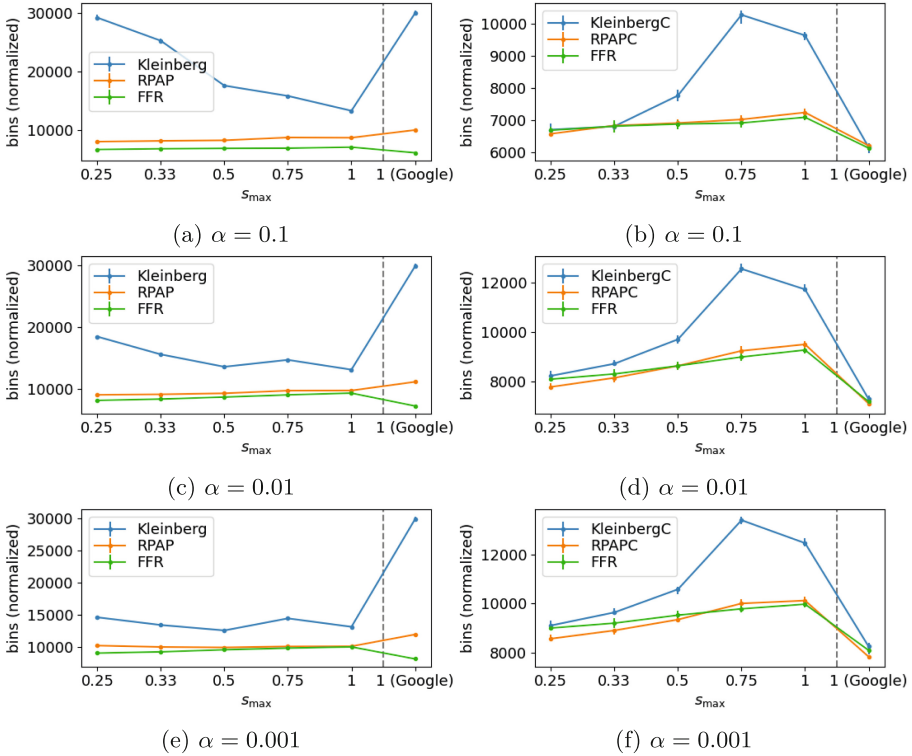 bins (normalized)
30000
20000
10000
Kleinberg
RPAP
FFR
0.25 0.33 0.5 0.75 1 1 (Google)
s_max
(a) α = 0.1
bins (normalized)
10000
9000
8000
7000
6000
KleinbergC
RPAPC
FFR
0.25 0.33 0.5 0.75 1 1 (Google)
s_max
(b) α = 0.1
bins (normalized)
30000
20000
10000
Kleinberg
RPAP
FFR
0.25 0.33 0.5 0.75 1 1 (Google)
s_max
(c) α = 0.01
bins (normalized)
12000
10000
8000
KleinbergC
RPAPC
FFR
0.25 0.33 0.5 0.75 1 1 (Google)
s_max
(d) α = 0.01
bins (normalized)
30000
25000
20000
15000
10000
Kleinberg
RPAP
FFR
0.25 0.33 0.5 0.75 1 1 (Google)
s_max
(e) α = 0.001
bins (normalized)
12000
10000
8000
KleinbergC
RPAPC
FFR
0.25 0.33 0.5 0.75 1 1 (Google)
s_max
(f) α = 0.001